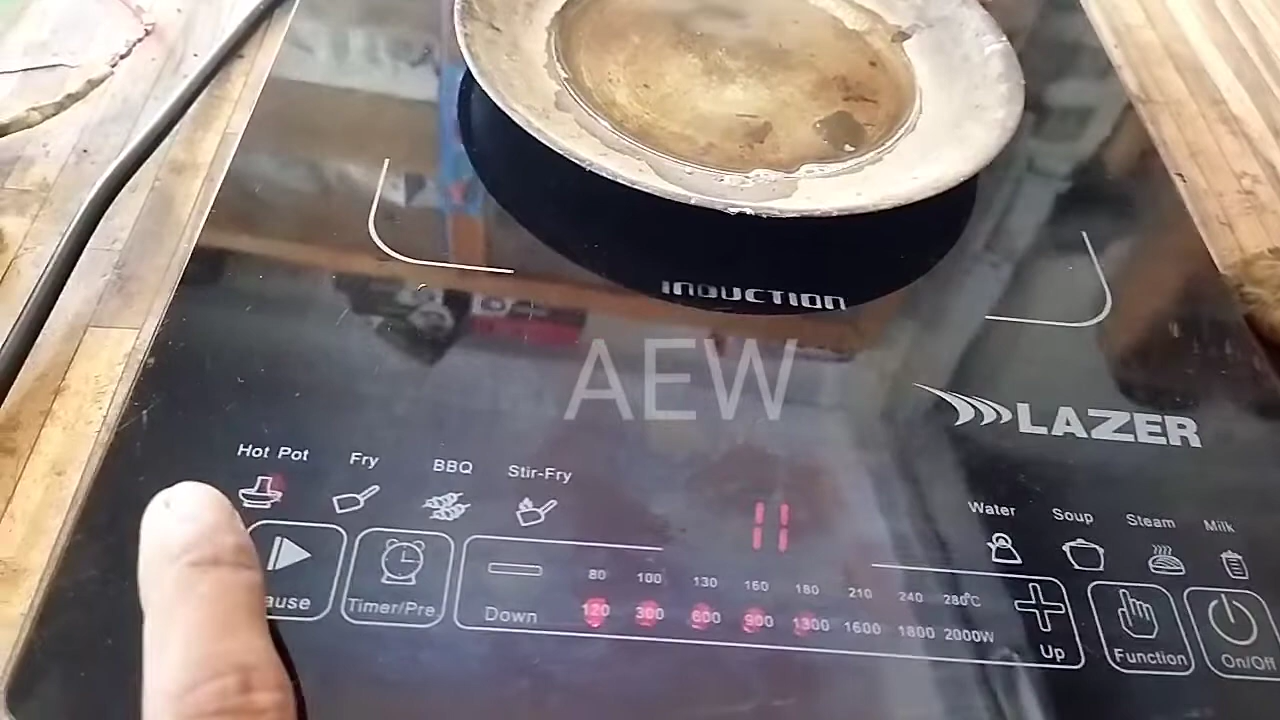 INDUCTION
AEW
LAZER
Hot Pot Fry BBQ Stir-Fry
Water Soup Steam Milk
11
80 100 130 160 180 210 240 280°C
ause Timer/Pre Down 120 300 600 900 1300 1600 1800 2000W Up Function On/Off